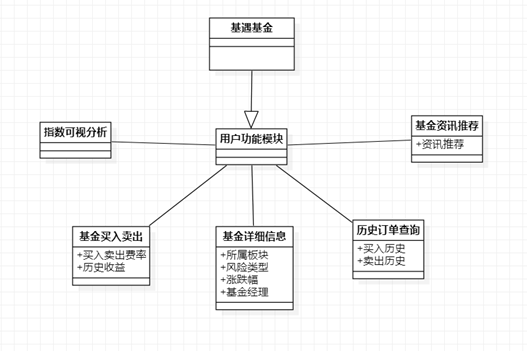 基遇基金
指数可视分析
用户功能模块
基金资讯推荐
+资讯推荐
基金买入卖出
+买入卖出费率
+历史收益
基金详细信息
+所属板块
+风险类型
+涨跌幅
+基金经理
历史订单查询
+买入历史
+卖出历史